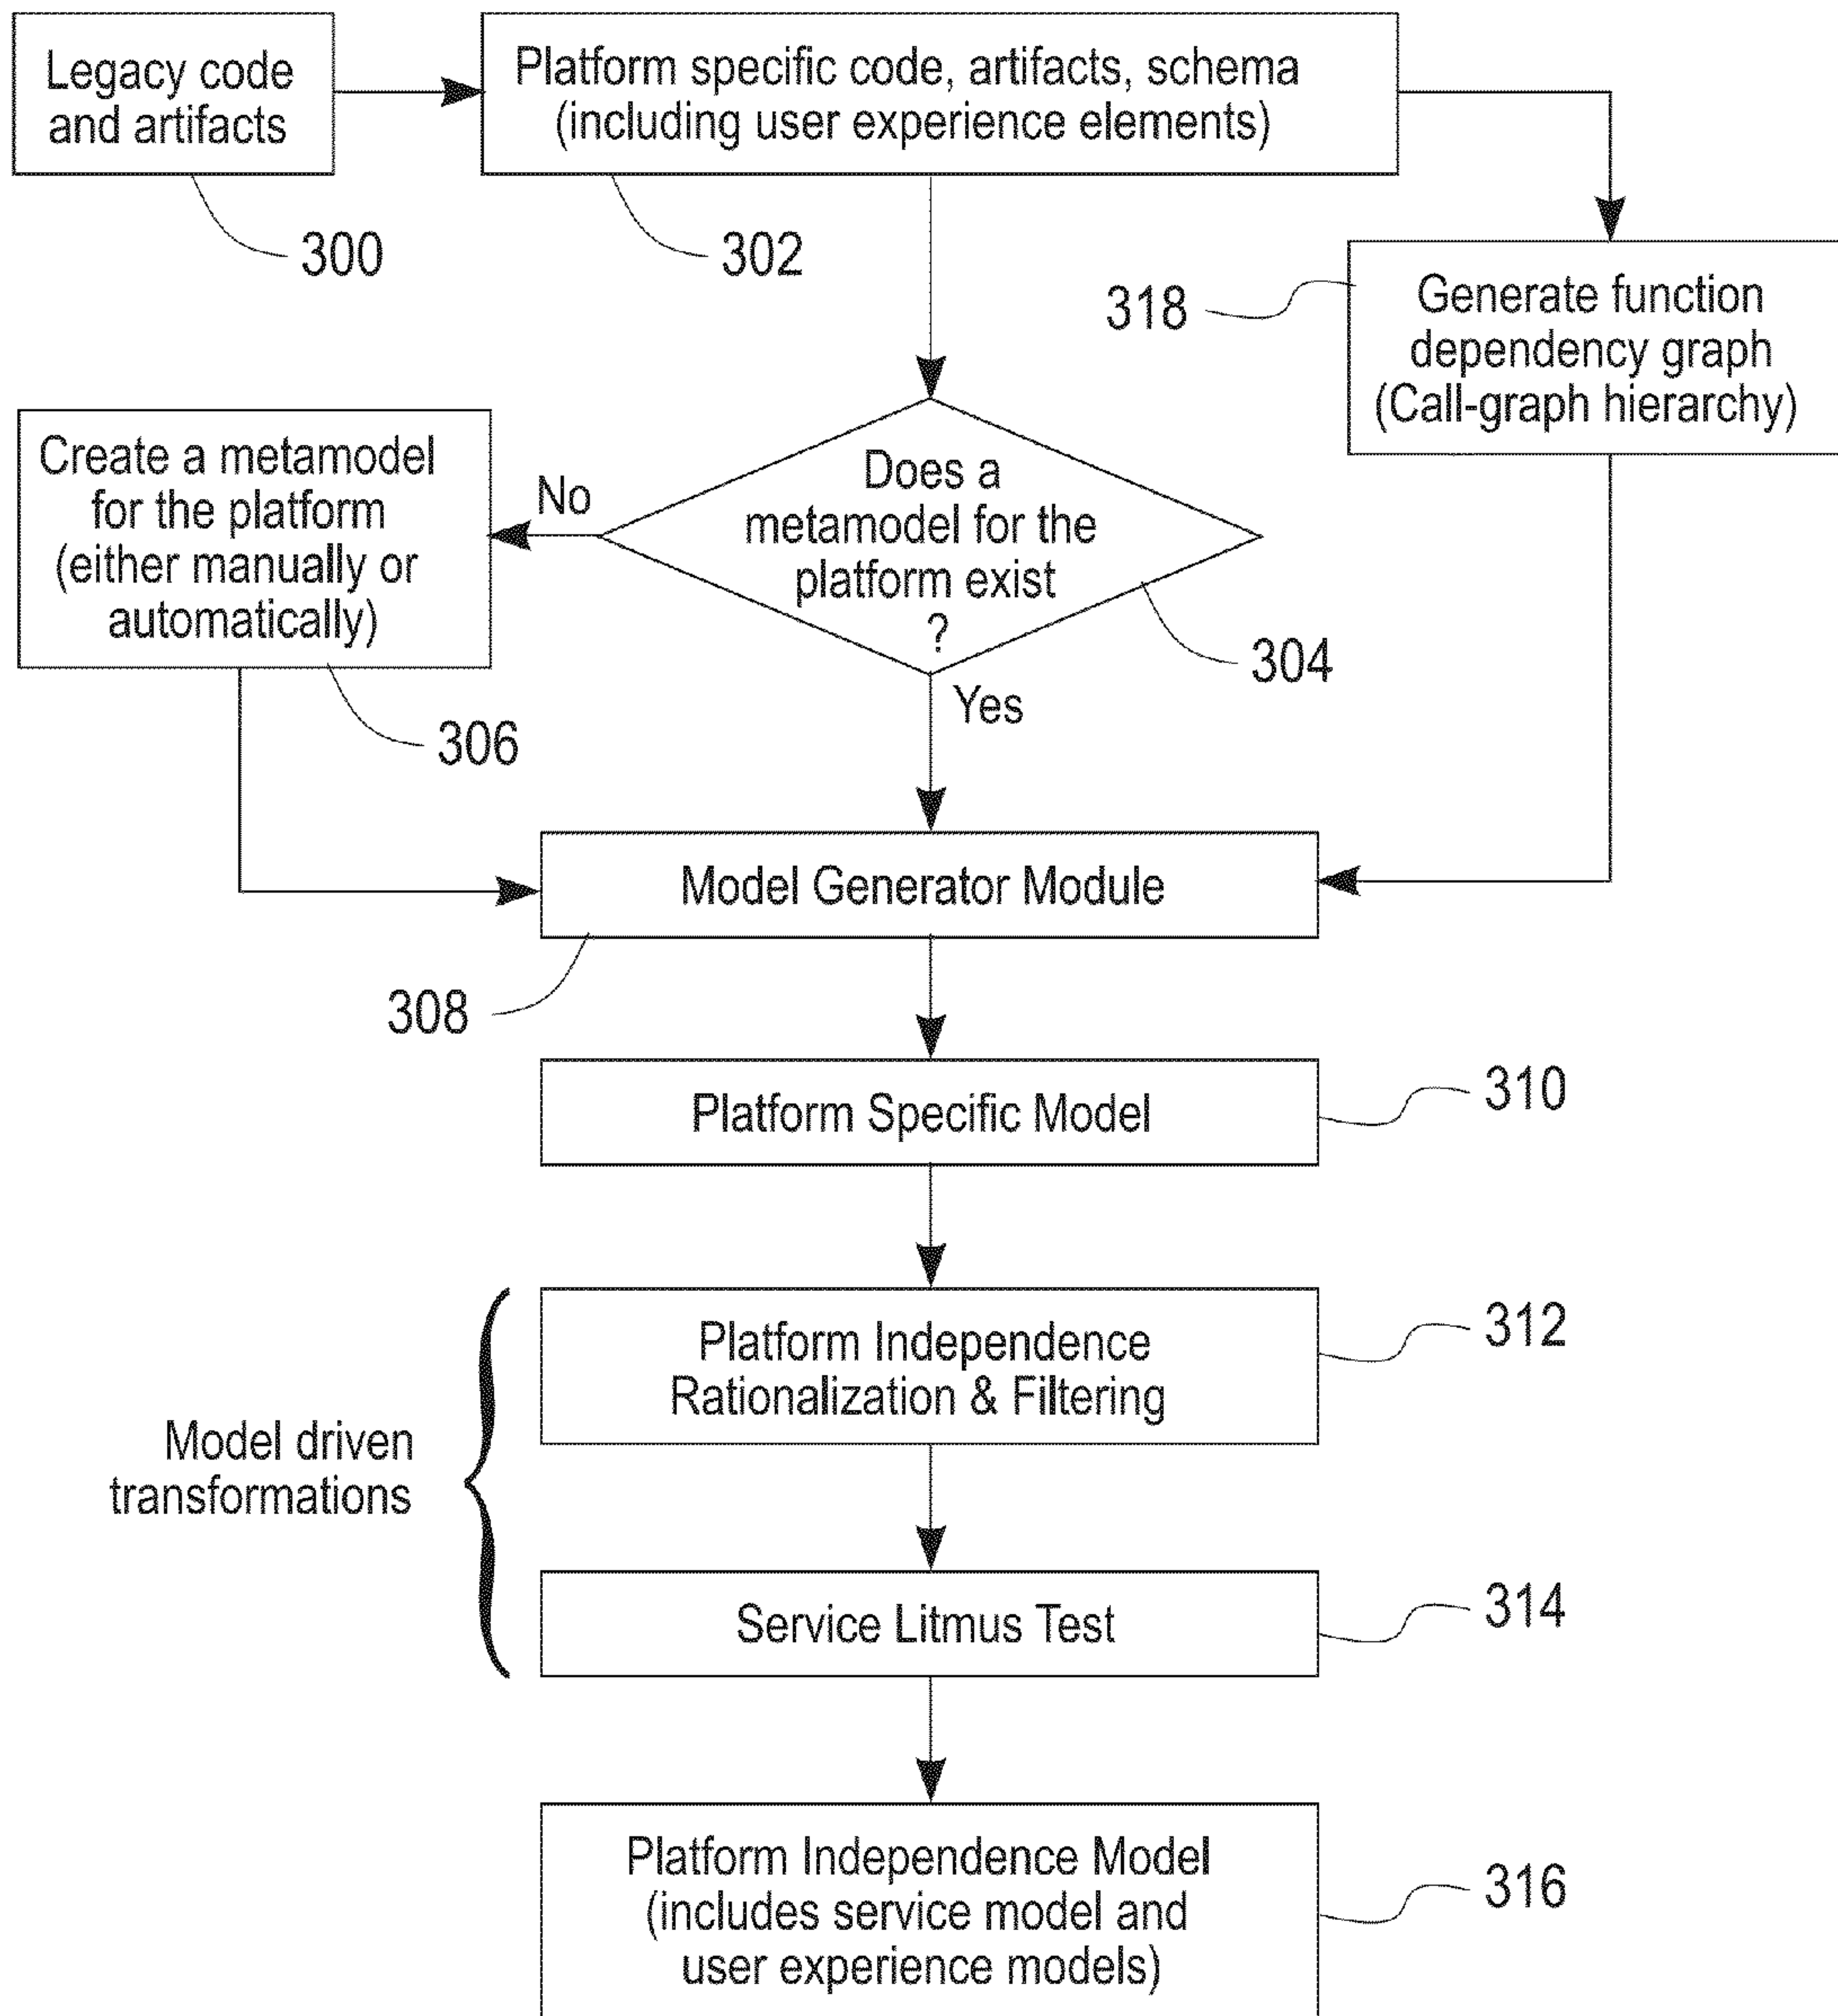 Legacy code
and artifacts
300
Platform specific code, artifacts, schema
(including user experience elements)
302
318
Generate function
dependency graph
(Call-graph hierarchy)
Create a metamodel
for the platform
(either manually or
automatically)
306
No
Does a
metamodel for the
platform exist
?
304
Yes
Model Generator Module
308
Platform Specific Model
310
Model driven
transformations
Platform Independence
Rationalization & Filtering
312
Service Litmus Test
314
Platform Independence Model
(includes service model and
user experience models)
316